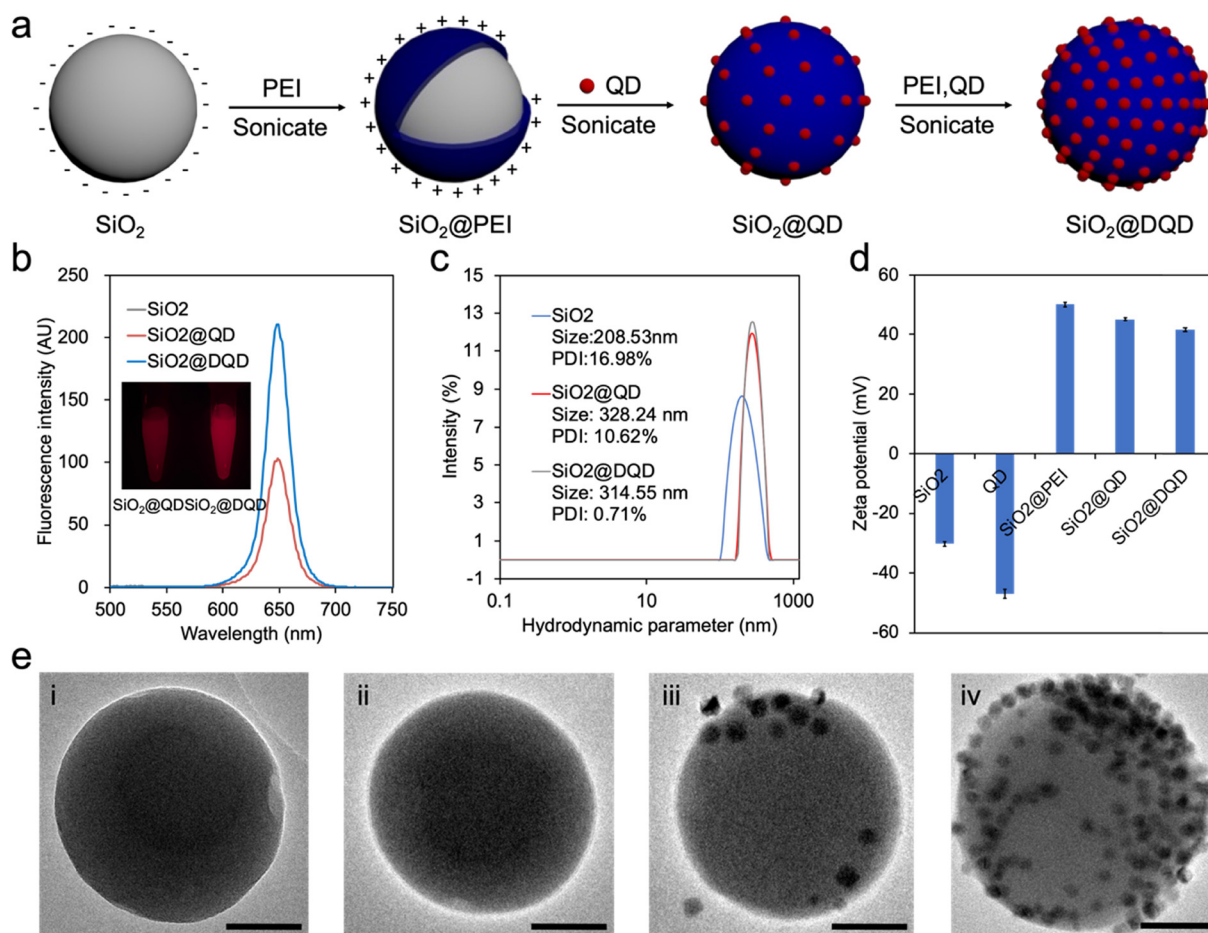 a
PEI
Sonicate
QD
Sonicate
PEI,QD
Sonicate
SiO₂
SiO₂@PEI
SiO₂@QD
SiO₂@DQD
b
Fluorescence intensity (AU)
250
200
150
100
50
0
SiO2
SiO2@QD
SiO2@DQD
SiO₂@QD SiO₂@DQD
500 550 600 650 700 750
Wavelength (nm)
c
Intensity (%)
15
13
11
9
7
5
3
1
-1
SiO2
Size:208.53nm
PDI:16.98%
SiO2@QD
Size: 328.24 nm
PDI: 10.62%
SiO2@DQD
Size: 314.55 nm
PDI: 0.71%
0.1 10 1000
Hydrodynamic parameter (nm)
d
Zeta potential (mV)
60
40
20
0
-20
-40
-60
SiO2
QD
SiO2@PEI
SiO2@QD
SiO2@DQD
e
i
ii
iii
iv